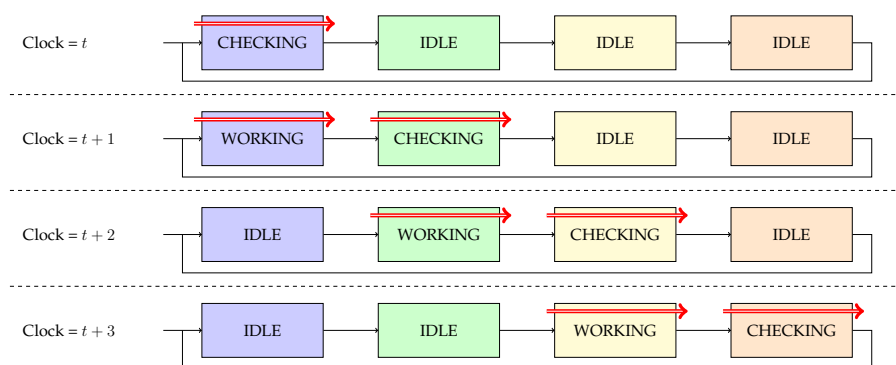 Clock = t CHECKING IDLE IDLE IDLE
Clock = t + 1 WORKING CHECKING IDLE IDLE
Clock = t + 2 IDLE WORKING CHECKING IDLE
Clock = t + 3 IDLE IDLE WORKING CHECKING